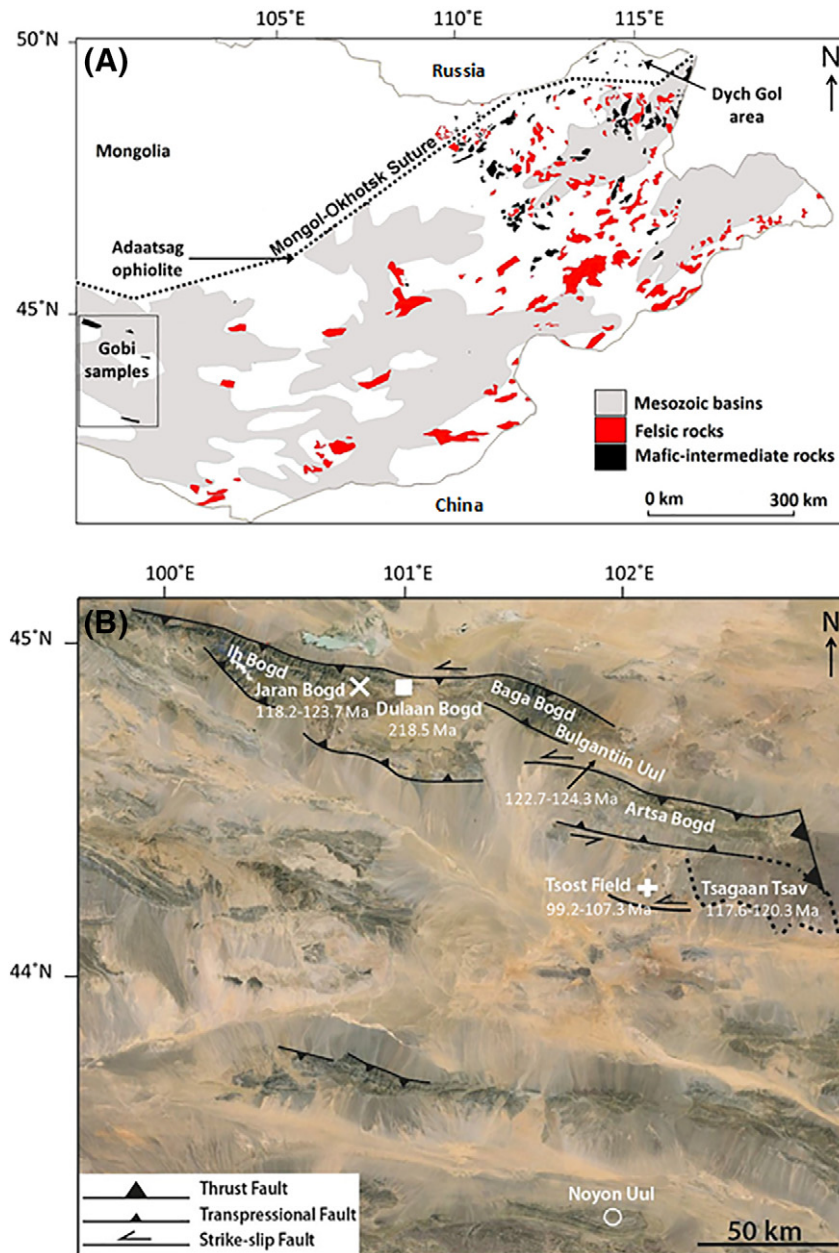 105°E
110°E
115°E
50°N
(A)
Russia
N
Dych Gol
area
Mongolia
Mongol-Okhotsk Suture
Adaatsag
ophiolite
45°N
Gobi
samples
Mesozoic basins
Felsic rocks
Mafic-intermediate rocks
0 km
300 km
China
100°E
101°E
102°E
(B)
N
45°N
Ih Bogd
Jaran Bogd
118.2-123.7 Ma
Dulaan Bogd
218.5 Ma
Baga Bogd
Bulgantiin Uul
122.7-124.3 Ma
Artsa Bogd
Tsost Field
99.2-107.3 Ma
Tsagaan Tsav
117.6-120.3 Ma
44°N
Thrust Fault
Transpressional Fault
Strike-slip Fault
Noyon Uul
50 km